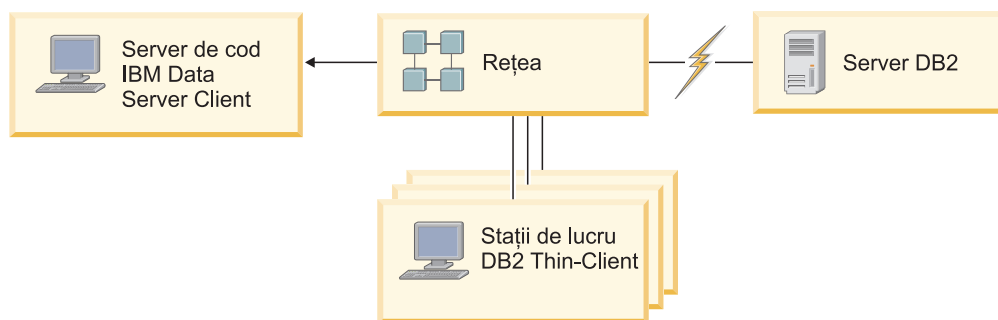 Server de cod
IBM Data
Server Client
Rețea
Server DB2
Stații de lucru
DB2 Thin-Client